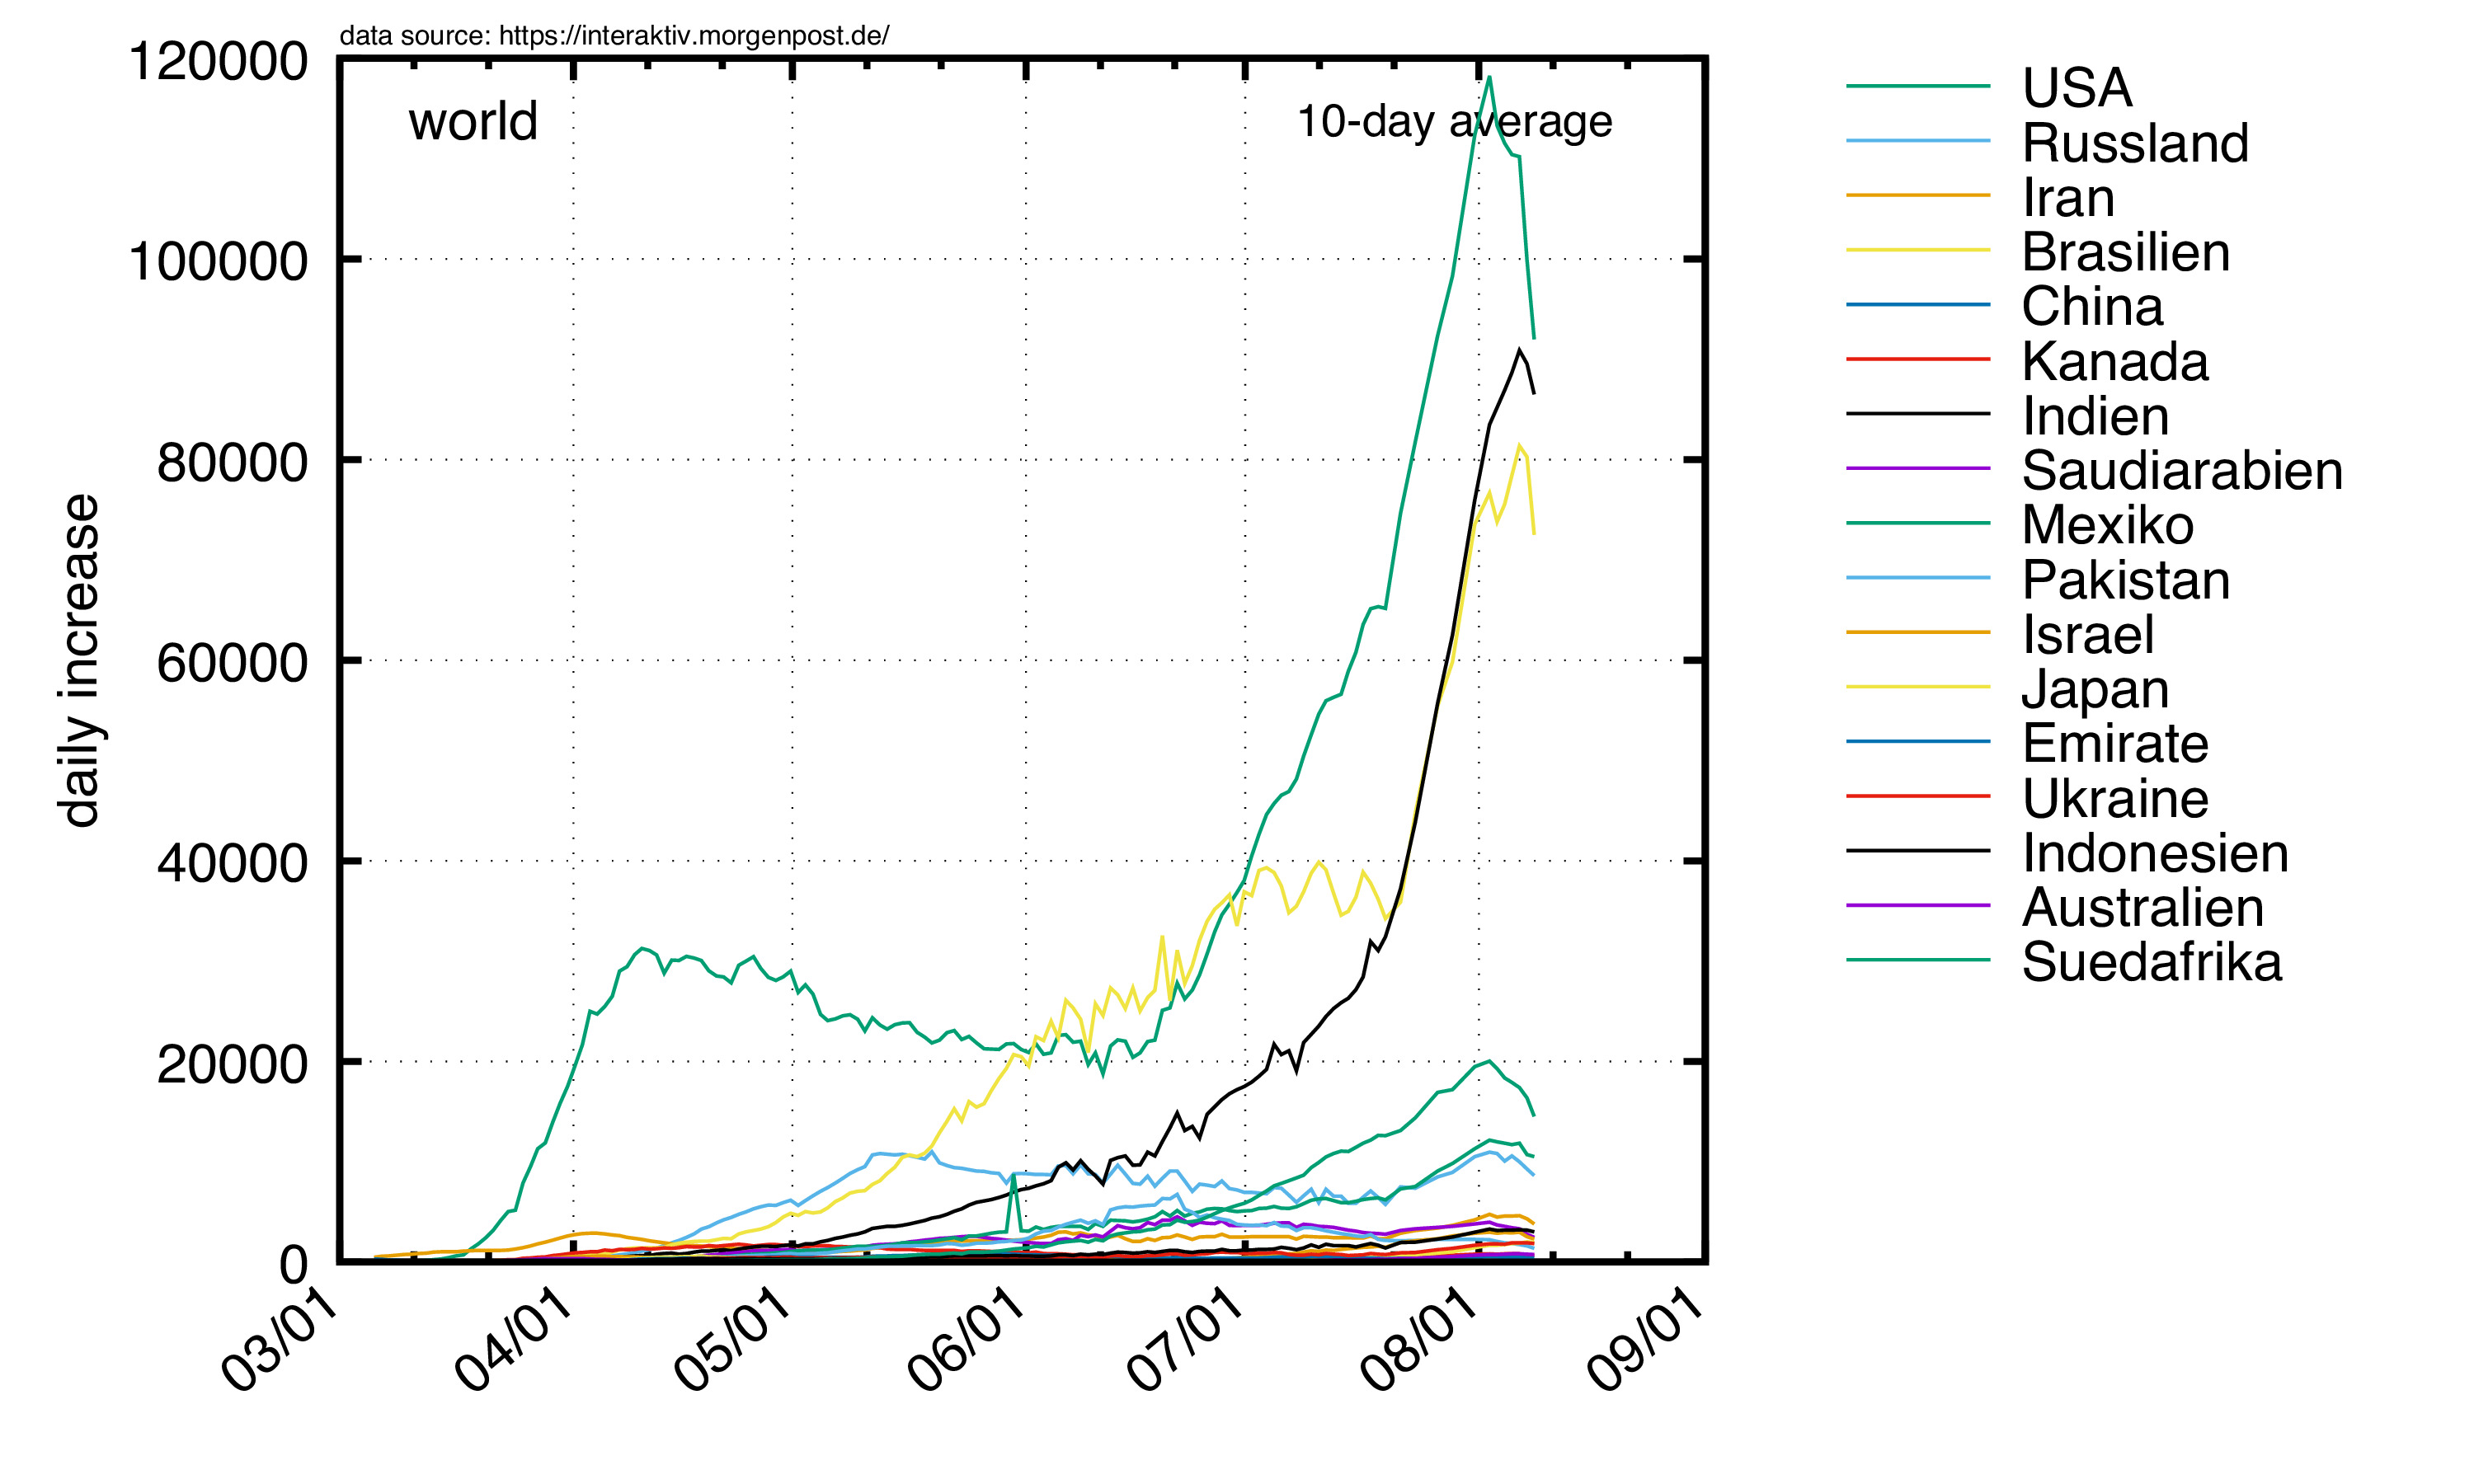 data source: https://interaktiv.morgenpost.de/
world
10-day average
daily increase
120000
100000
80000
60000
40000
20000
0
03/01
04/01
05/01
06/01
07/01
08/01
09/01
USA
Russland
Iran
Brasilien
China
Kanada
Indien
Saudiarabien
Mexiko
Pakistan
Israel
Japan
Emirate
Ukraine
Indonesien
Australien
Suedafrika